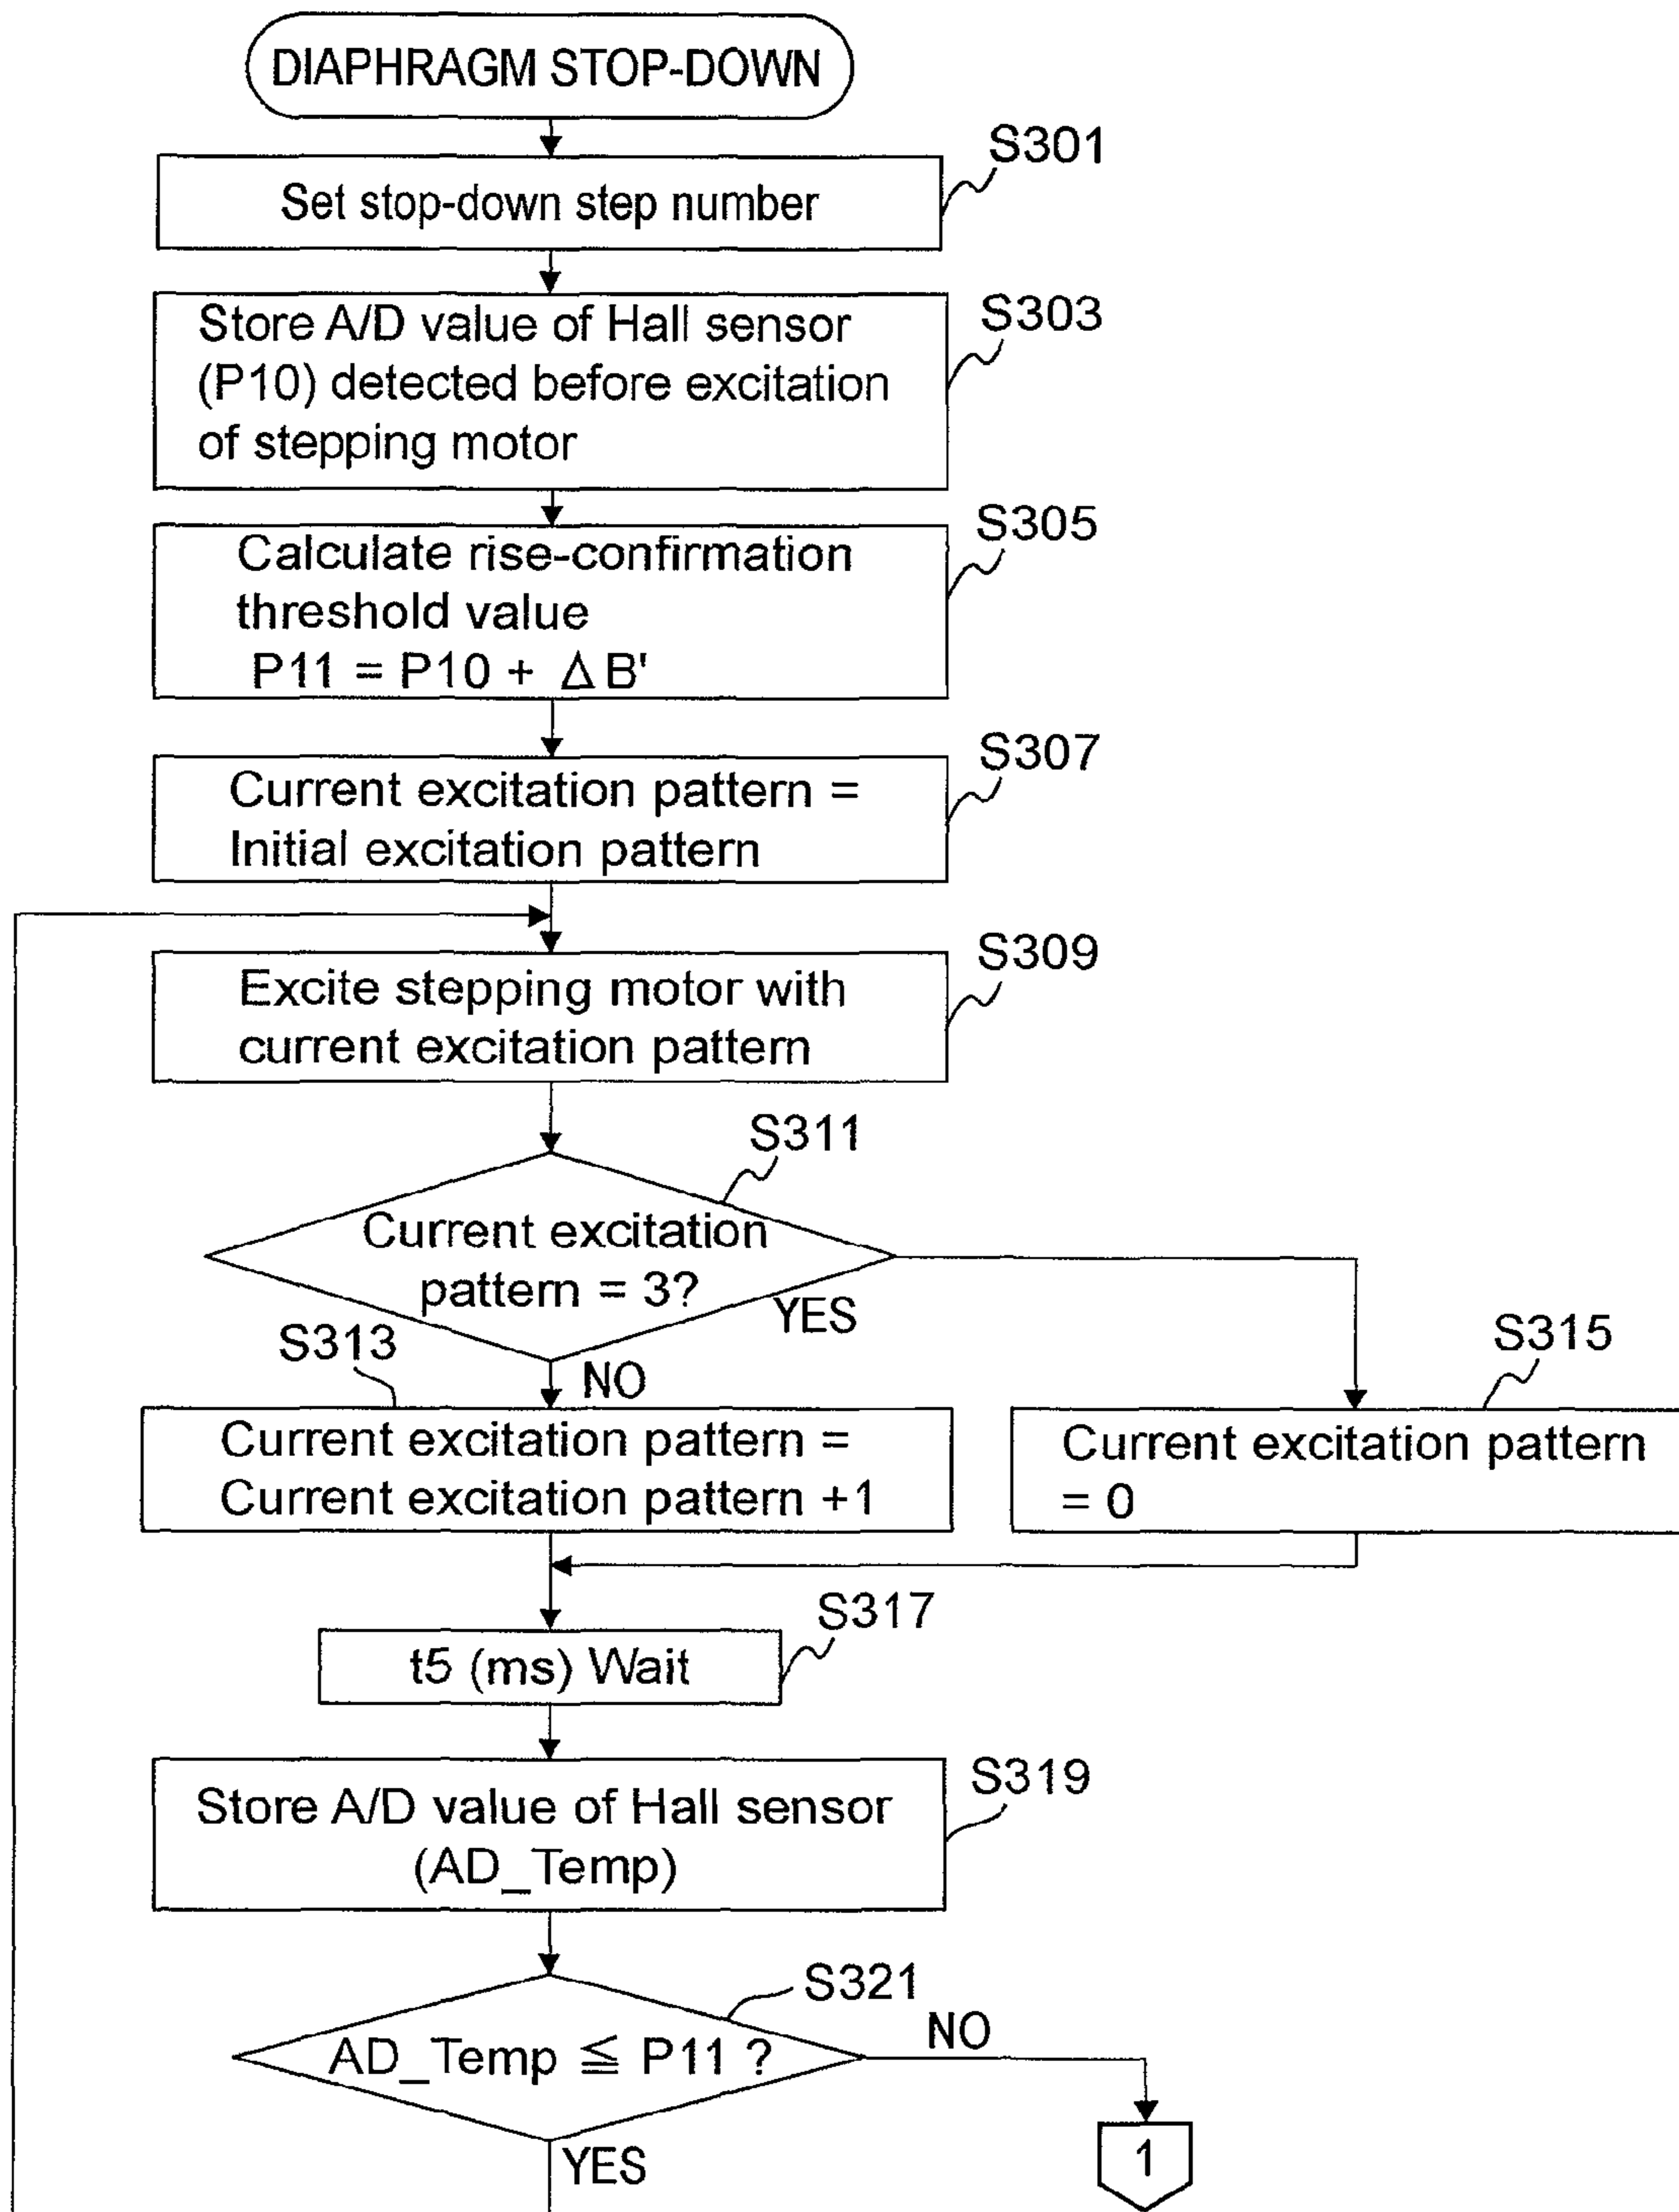 DIAPHRAGM STOP-DOWN
S301
Set stop-down step number
S303
Store A/D value of Hall sensor
(P10) detected before excitation
of stepping motor
S305
Calculate rise-confirmation
threshold value
P11 = P10 + Δ B'
S307
Current excitation pattern =
Initial excitation pattern
S309
Excite stepping motor with
current excitation pattern
S311
Current excitation
pattern = 3?
YES
S313
NO
S315
Current excitation pattern =
Current excitation pattern +1
Current excitation pattern
= 0
S317
t5 (ms) Wait
S319
Store A/D value of Hall sensor
(AD_Temp)
S321
NO
AD_Temp ≦ P11 ?
YES
1